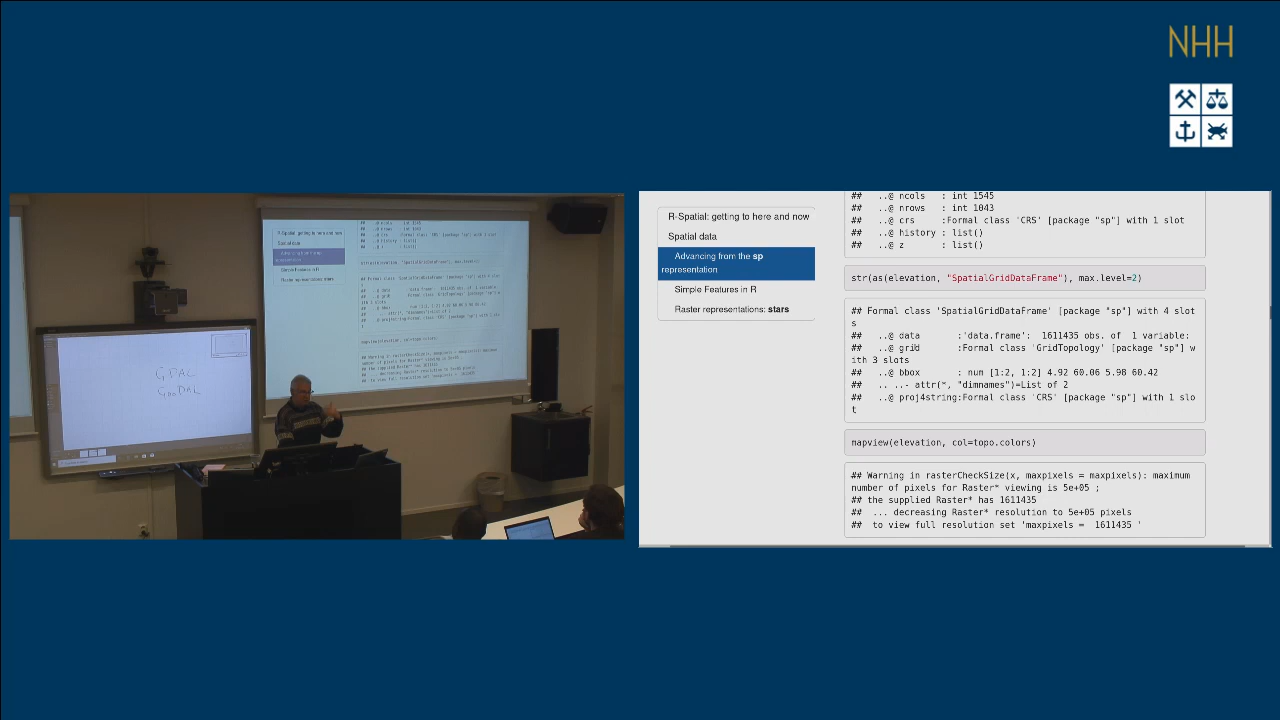 NHH
R-Spatial: getting to here and now
Spatial data
Advancing from the sp
representation
Simple Features in R
Raster representations: stars
GDAL
GooDAL
## ..@ ncols : int 1545
## ..@ nrows : int 1043
## ..@ crs :Formal class 'CRS' [package "sp"] with 1 slot
## ..@ history : list()
## ..@ z : list()
str(as(elevation, "SpatialGridDataFrame"), max.level=2)
## Formal class 'SpatialGridDataFrame' [package "sp"] with 4 slot
s
## ..@ data :'data.frame': 1611435 obs. of 1 variable:
## ..@ grid :Formal class 'GridTopology' [package "sp"] w
ith 3 slots
## ..@ bbox : num [1:2, 1:2] 4.92 60.06 5.98 60.42
## .. ..- attr(*, "dimnames")=List of 2
## ..@ proj4string:Formal class 'CRS' [package "sp"] with 1 slo
t
mapview(elevation, col=topo.colors)
## Warning in rasterCheckSize(x, maxpixels = maxpixels): maximum
number of pixels for Raster* viewing is 5e+05 ;
## the supplied Raster* has 1611435
## ... decreasing Raster* resolution to 5e+05 pixels
## to view full resolution set 'maxpixels = 1611435 '